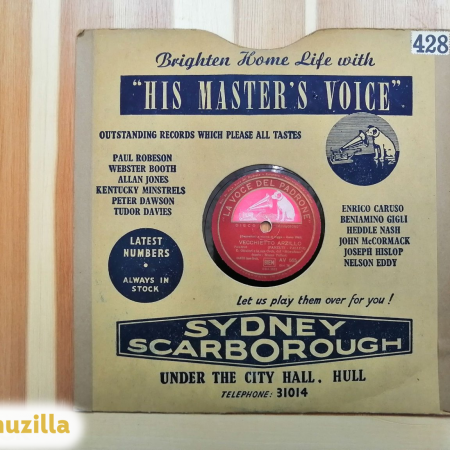 Brighten Home Life with
428
"HIS MASTER'S VOICE"
OUTSTANDING RECORDS WHICH PLEASE ALL TASTES
PAUL ROBESON
WEBSTER BOOTH
ALLAN JONES
KENTUCKY MINSTRELS
PETER DAWSON
TUDOR DAVIES
LA VOCE DEL PADRONE
VECCHIETTO ARZILLO
ENRICO CARUSO
BENIAMINO GIGLI
HEDDLE NASH
JOHN McCORMACK
JOSEPH HISLOP
NELSON EDDY
LATEST
NUMBERS
ALWAYS IN
STOCK
Let us play them over for you!
SYDNEY
SCARBOROUGH
UNDER THE CITY HALL, HULL
TELEPHONE: 31014
muzilla